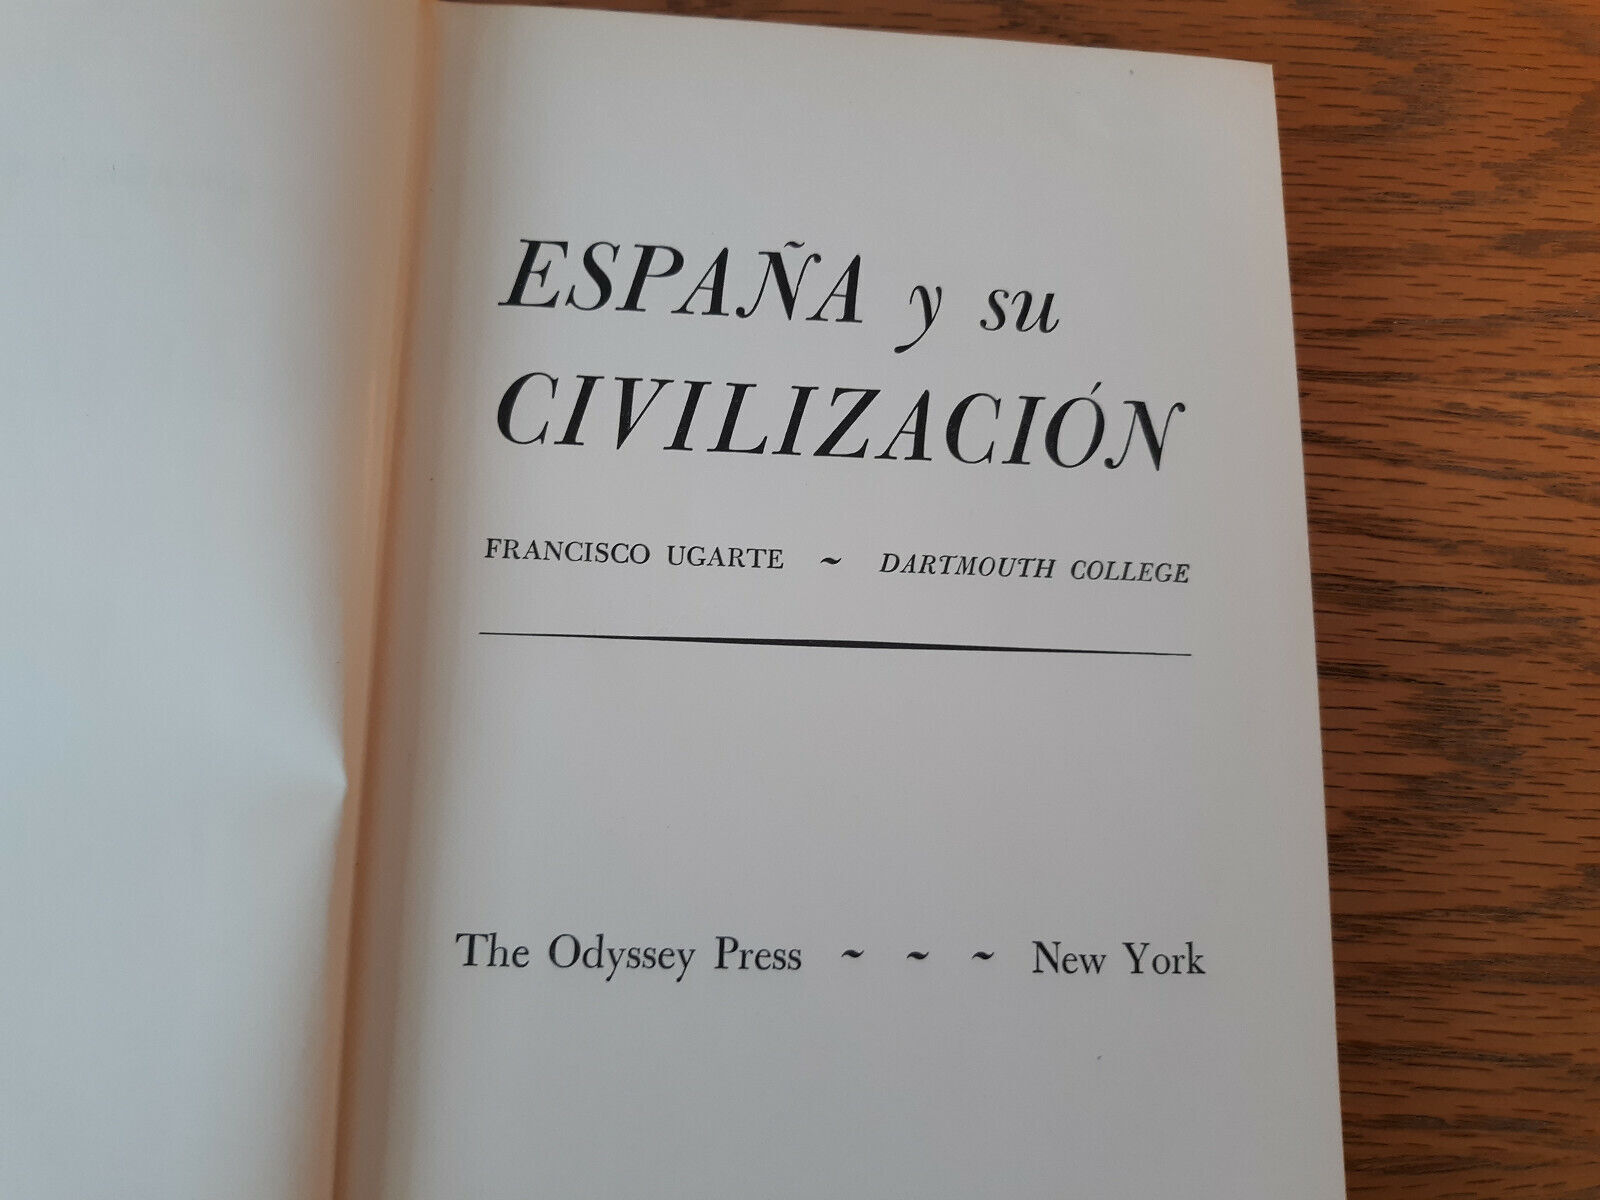 ESPAÑA y su
CIVILIZACIÓN
FRANCISCO UGARTE ~ DARTMOUTH COLLEGE
The Odyssey Press ~ ~ ~ New York